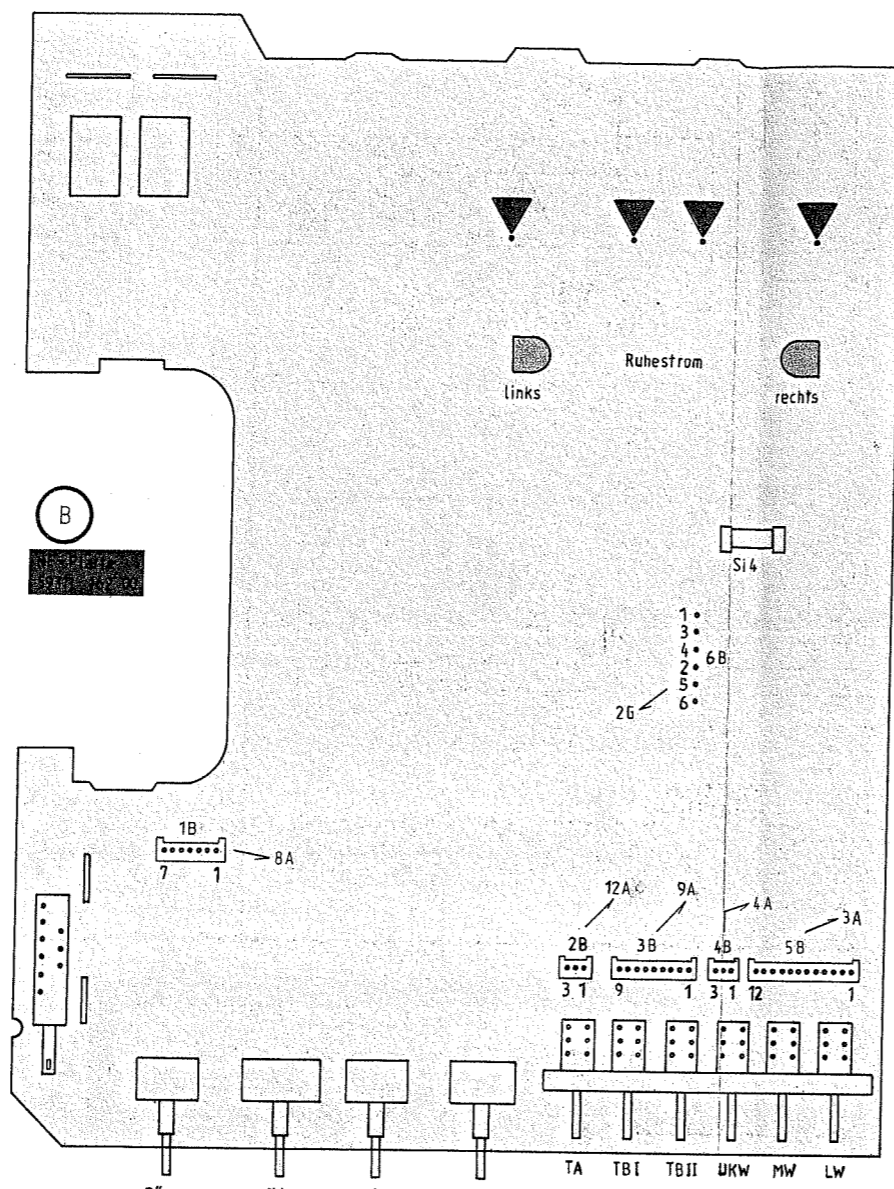 links
Ruhestrom
rechts
B
Si4
1
3
4
2
5
6
6B
2G
1B
7 1
8A
12A
9A
4A
3A
2B
3B
4B
5B
3 1
9 1
3 1
12 1
TA TBI TBII UKW MW LW